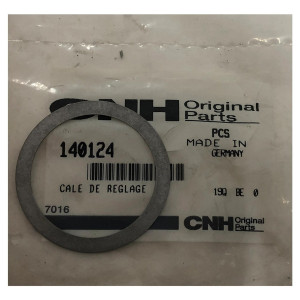 CNH Original
Parts
PCS
MADE IN
GERMANY
140124
CALE DE REGLAGE
19Q BE 0
7016
CNH Original
Parts